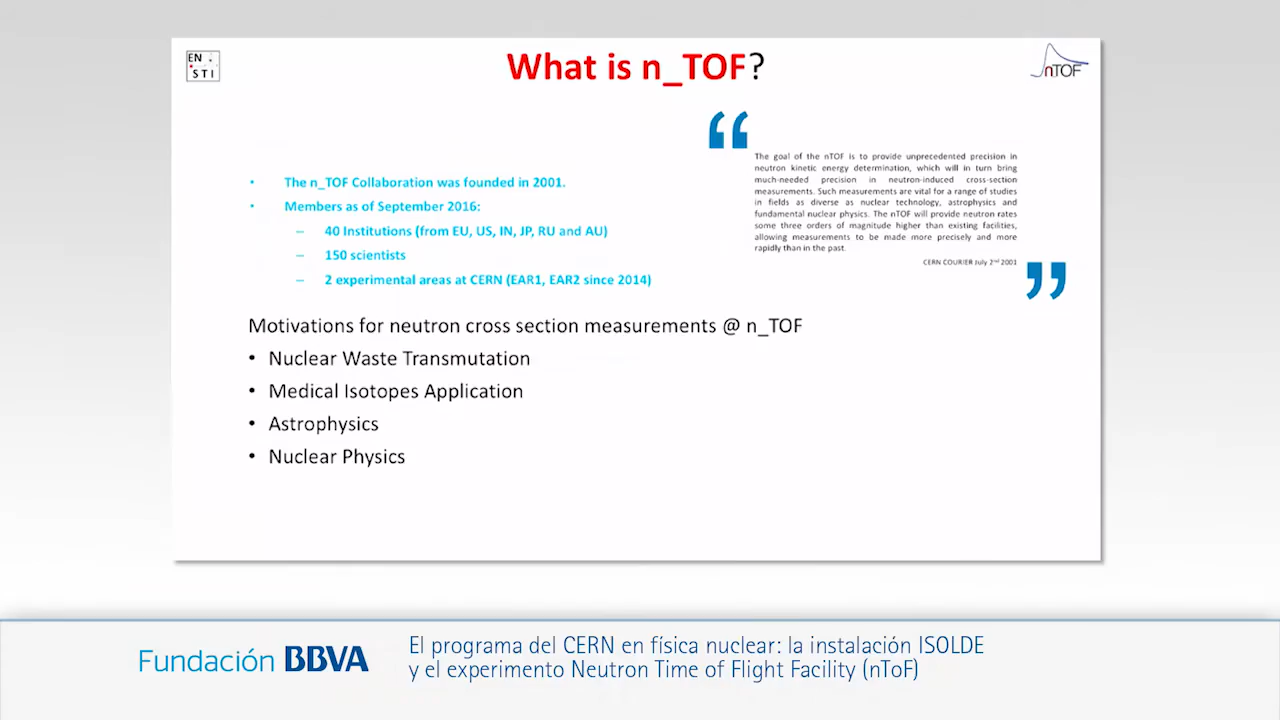 EN
STI
What is n_TOF?
nTOF
“
The goal of the nTOF is to provide unprecedented precision in
neutron kinetic energy determination, which will in turn bring
much-needed precision in neutron-induced cross-section
measurements. Such measurements are vital for a range of studies
in fields as diverse as nuclear technology, astrophysics and
fundamental nuclear physics. The nTOF will provide neutron rates
some three orders of magnitude higher than existing facilities,
allowing measurements to be made more precisely and more
rapidly than in the past.
CERN COURIER July 2nd 2001
”
• The n_TOF Collaboration was founded in 2001.
• Members as of September 2016:
– 40 Institutions (from EU, US, IN, JP, RU and AU)
– 150 scientists
– 2 experimental areas at CERN (EAR1, EAR2 since 2014)
Motivations for neutron cross section measurements @ n_TOF
• Nuclear Waste Transmutation
• Medical Isotopes Application
• Astrophysics
• Nuclear Physics
Fundación BBVA
El programa del CERN en física nuclear: la instalación ISOLDE
y el experimento Neutron Time of Flight Facility (nToF)